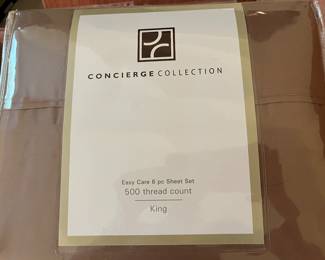 CONCIERGE COLLECTION
Easy Care 6 pc Sheet Set
500 thread count
King